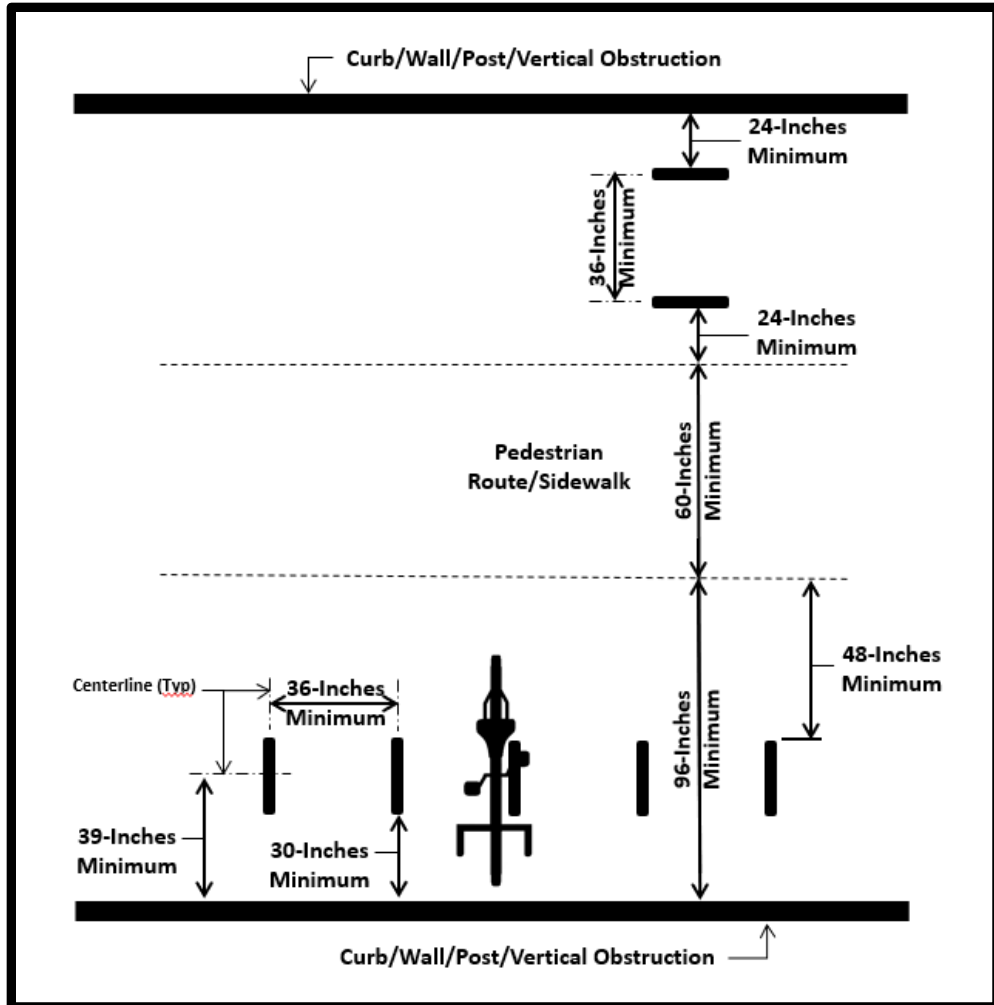 Curb/Wall/Post/Vertical Obstruction
24-Inches
Minimum
36-Inches
Minimum
24-Inches
Minimum
Pedestrian
Route/Sidewalk
60-Inches
Minimum
48-Inches
Minimum
Centerline (Typ)
36-Inches
Minimum
96-Inches
Minimum
39-Inches
Minimum
30-Inches
Minimum
Curb/Wall/Post/Vertical Obstruction